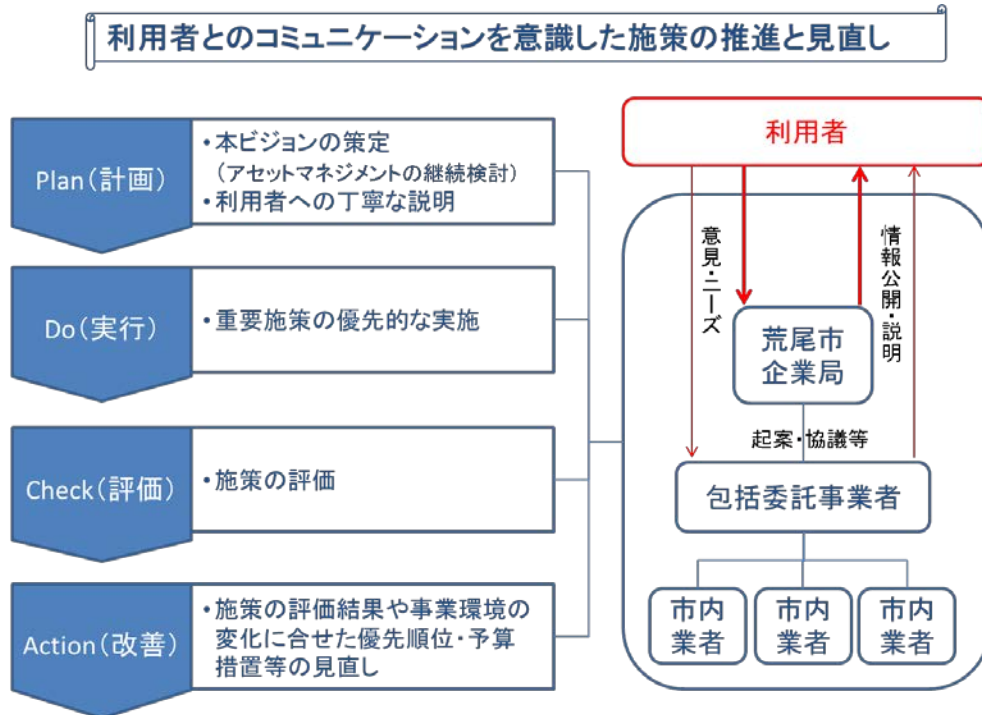 利用者とのコミュニケーションを意識した施策の推進と見直し
Plan(計画)
・本ビジョンの策定
(アセットマネジメントの継続検討)
・利用者への丁寧な説明
Do(実行)
・重要施策の優先的な実施
Check(評価)
・施策の評価
Action(改善)
・施策の評価結果や事業環境の
変化に合せた優先順位・予算
措置等の見直し
利用者
意見・ニーズ
情報公開・説明
荒尾市
企業局
起案・協議等
包括委託事業者
市内
業者
市内
業者
市内
業者